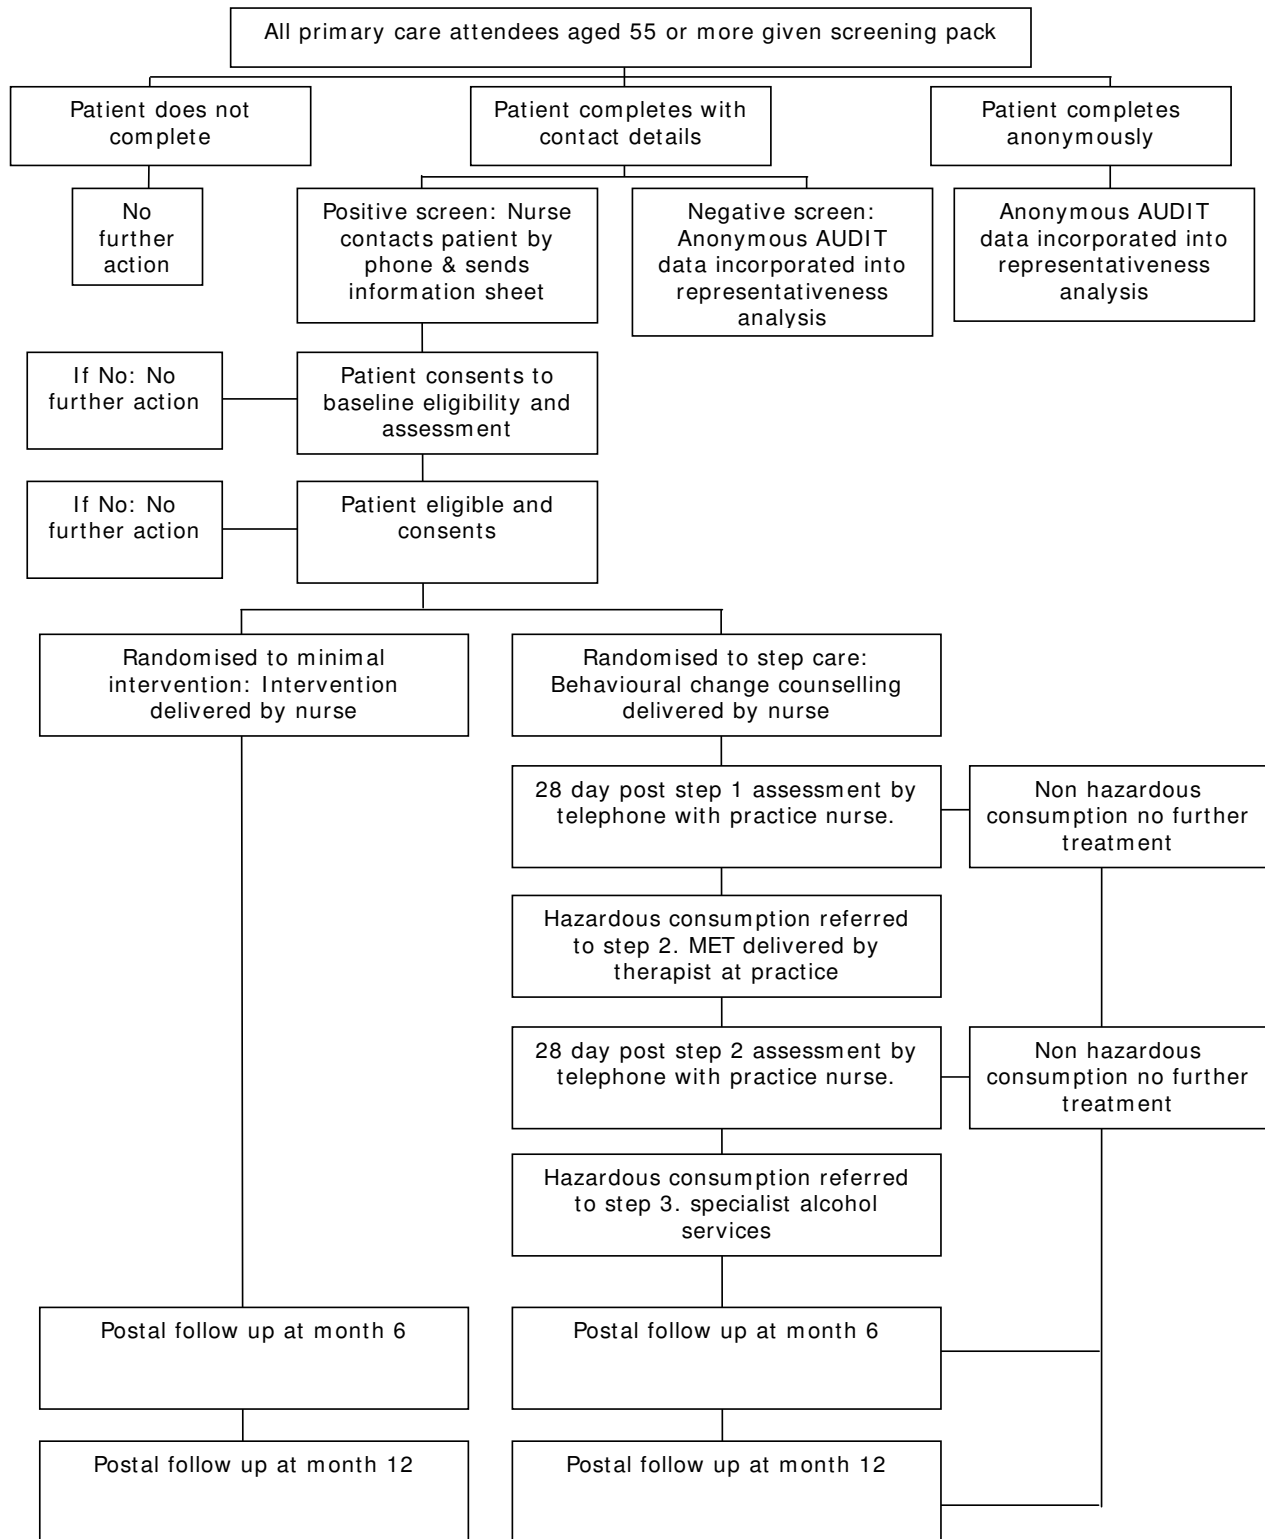 All primary care attendees aged 55 or more given screening pack
Patient does not
complete
Patient completes with
contact details
Patient completes
anonymously
No
further
action
Positive screen: Nurse
contacts patient by
phone & sends
information sheet
Negative screen:
Anonymous AUDIT
data incorporated into
representativeness
analysis
Anonymous AUDIT
data incorporated into
representativeness
analysis
If No: No
further action
Patient consents to
baseline eligibility and
assessment
If No: No
further action
Patient eligible and
consents
Randomised to minimal
intervention: Intervention
delivered by nurse
Randomised to step care:
Behavioural change counselling
delivered by nurse
28 day post step 1 assessment by
telephone with practice nurse.
Non hazardous
consumption no further
treatment
Hazardous consumption referred
to step 2. MET delivered by
therapist at practice
28 day post step 2 assessment by
telephone with practice nurse.
Non hazardous
consumption no further
treatment
Hazardous consumption referred
to step 3. specialist alcohol
services
Postal follow up at month 6
Postal follow up at month 6
Postal follow up at month 12
Postal follow up at month 12